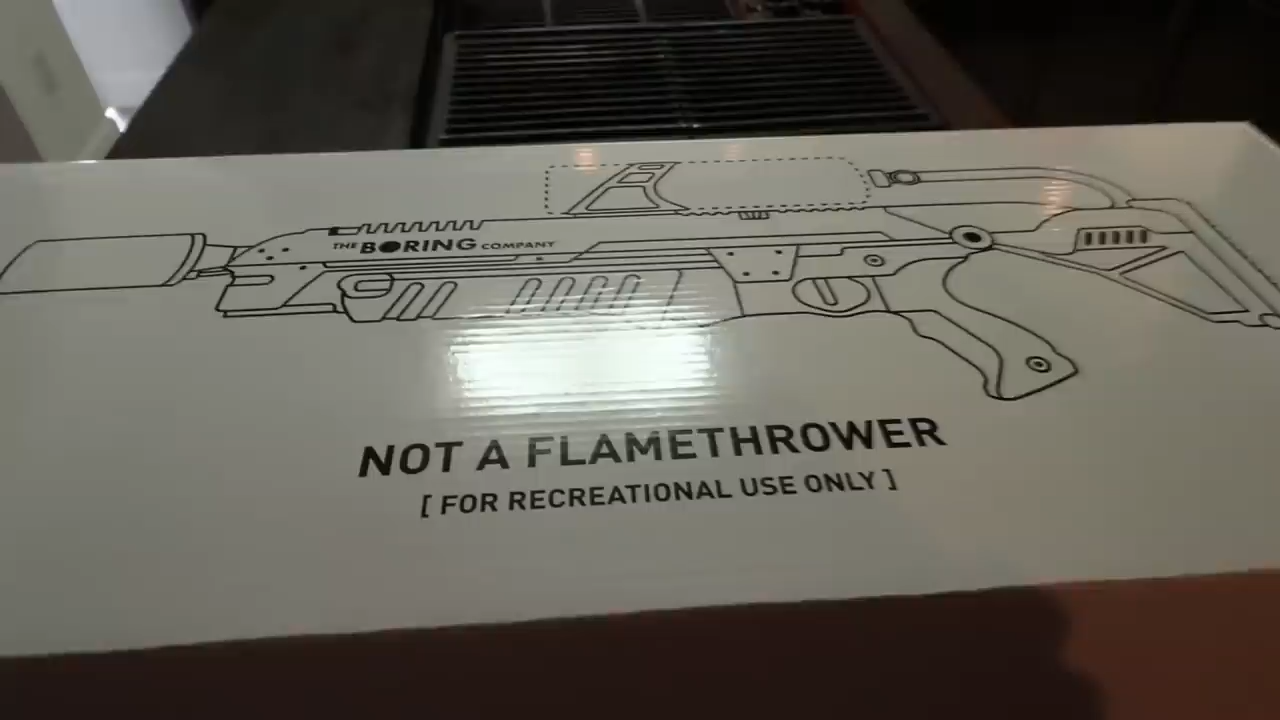 THE BORING COMPANY
NOT A FLAMETHROWER
[ FOR RECREATIONAL USE ONLY ]